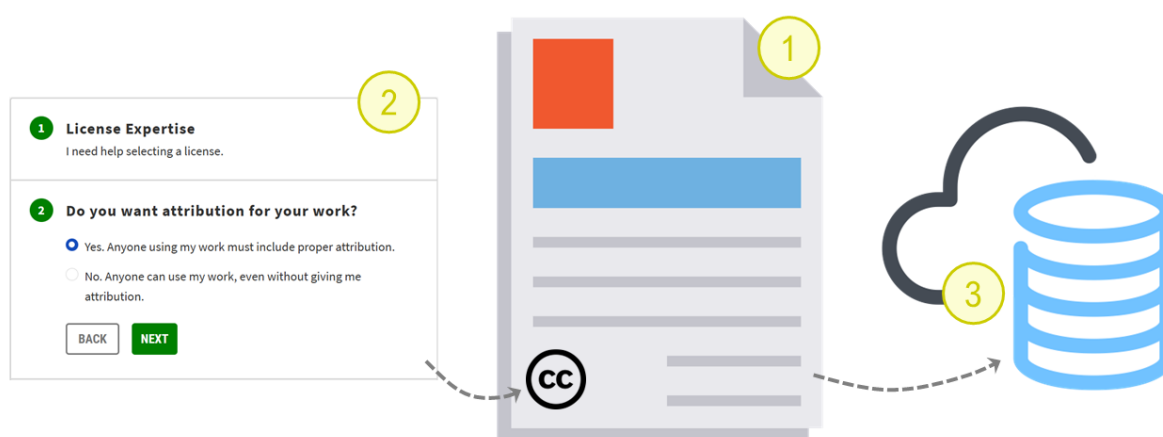 2
1 License Expertise
I need help selecting a license.
2 Do you want attribution for your work?
Yes. Anyone using my work must include proper attribution.
No. Anyone can use my work, even without giving me
attribution.
BACK NEXT
1
cc
3